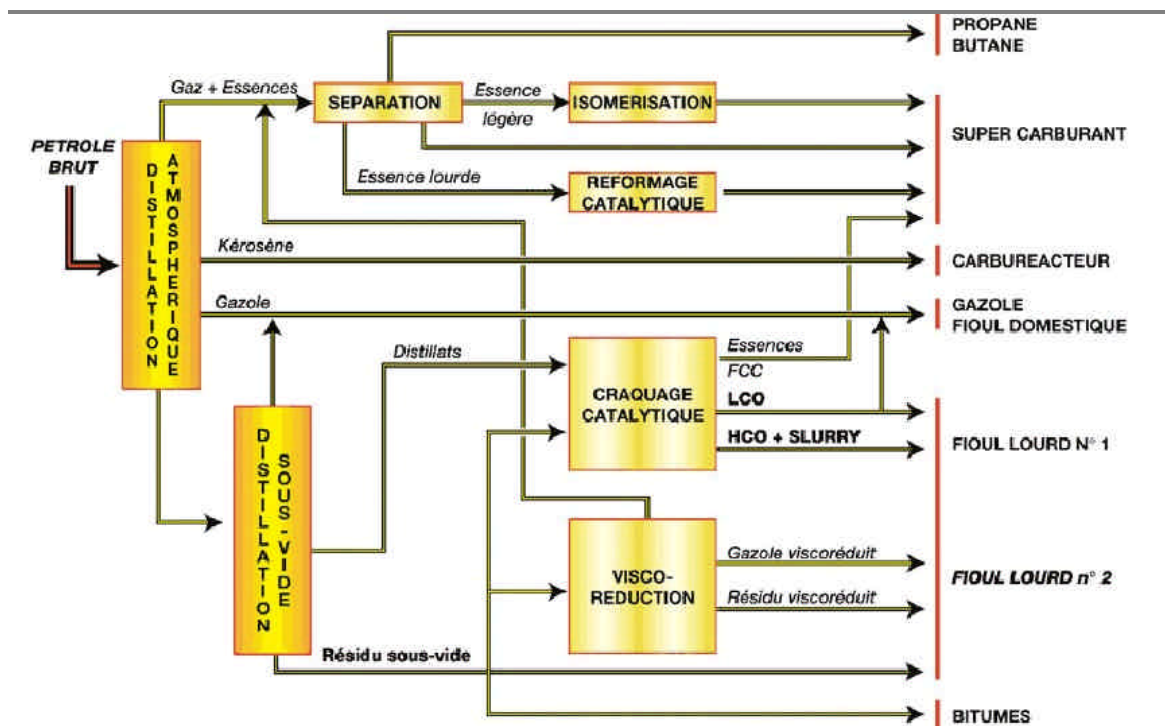 PROPANE
BUTANE
Gaz + Essences
SEPARATION
Essence
légère
ISOMERISATION
SUPER CARBURANT
PETROLE
BRUT
DISTILLATION
ATMOSPHERIQUE
Essence lourde
REFORMAGE
CATALYTIQUE
Kérosène
CARBUREACTEUR
Gazole
GAZOLE
FIOUL DOMESTIQUE
Distillats
CRAQUAGE
CATALYTIQUE
Essences
FCC
LCO
HCO + SLURRY
FIOUL LOURD N° 1
DISTILLATION
SOUS-VIDE
VISCO-
REDUCTION
Gazole viscoréduit
Résidu viscoréduit
FIOUL LOURD n° 2
Résidu sous-vide
BITUMES